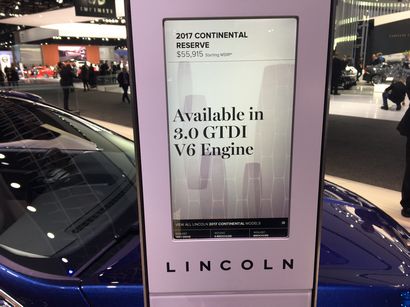 2017 CONTINENTAL
RESERVE
$55,915 Starting MSRP*
Available in
3.0 GTDI
V6 Engine
VIEW ALL LINCOLN 2017 CONTINENTAL MODELS
LINCOLN